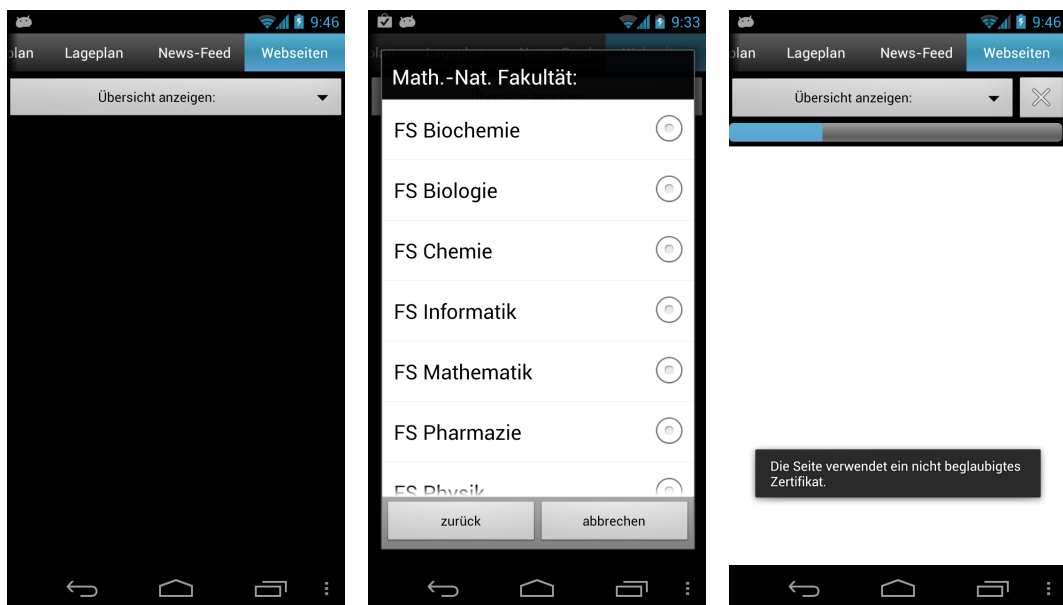 9:46
plan Lageplan News-Feed Webseiten
Übersicht anzeigen:
9:33
Math.-Nat. Fakultät:
FS Biochemie
FS Biologie
FS Chemie
FS Informatik
FS Mathematik
FS Pharmazie
FS Physik
zurück abbrechen
9:46
plan Lageplan News-Feed Webseiten
Übersicht anzeigen:
Die Seite verwendet ein nicht beglaubigtes
Zertifikat.